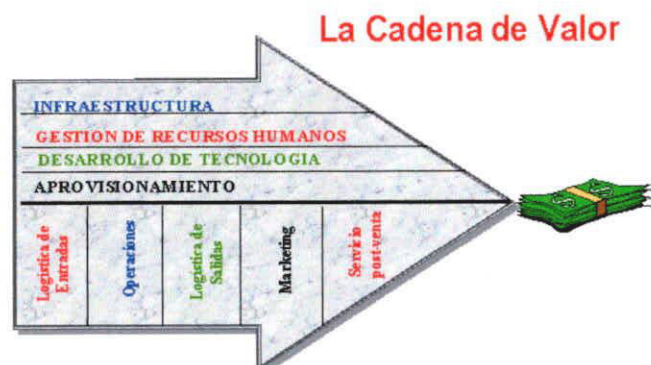 La Cadena de Valor
INFRAESTRUCTURA
GESTION DE RECURSOS HUMANOS
DESARROLLO DE TECNOLOGIA
APROVISIONAMIENTO
Logística de
Entradas
Operaciones
Logística de
Salidas
Marketing
Servicio
post-venta